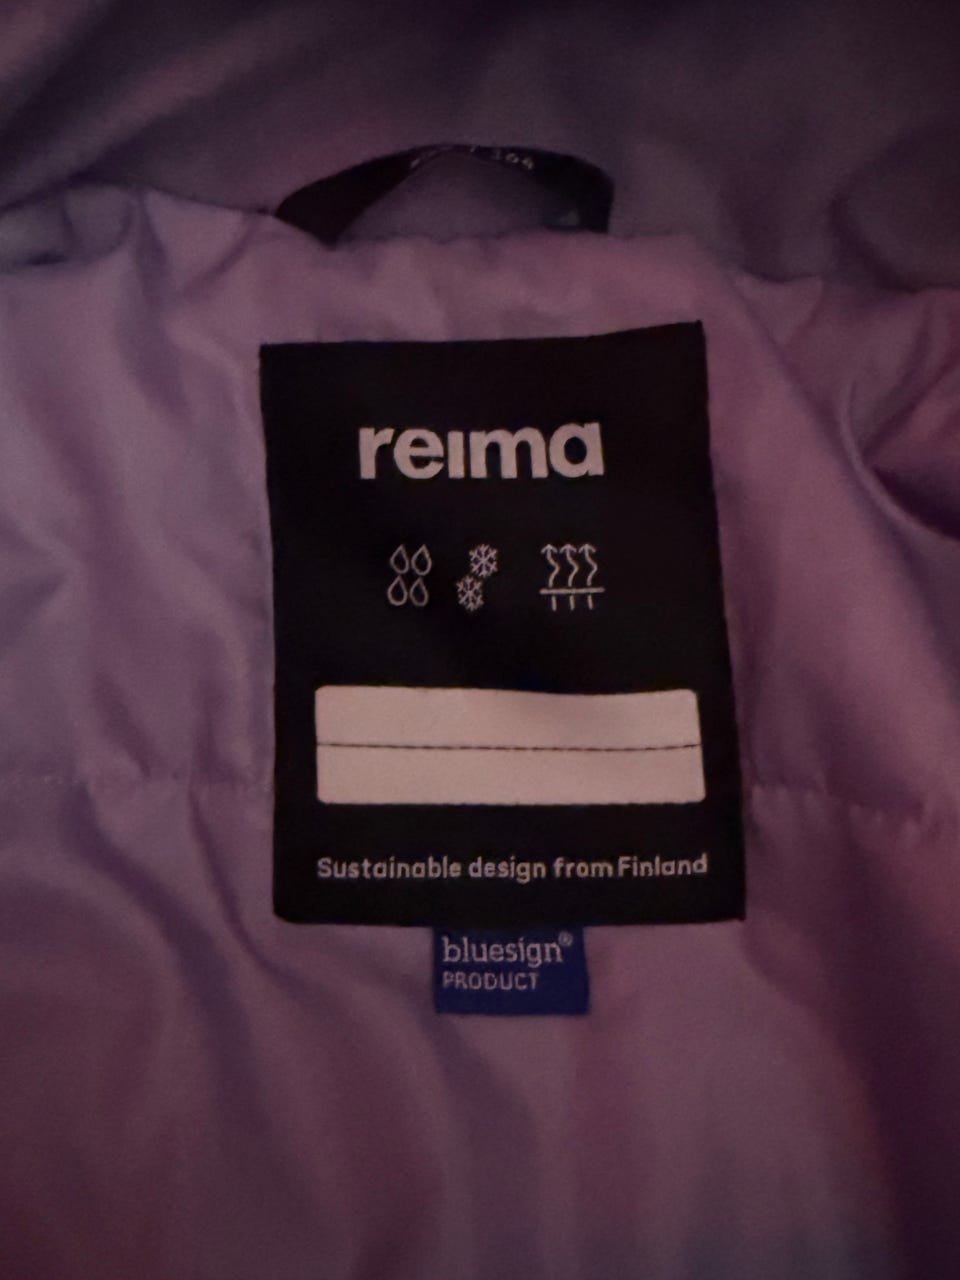 reima
Sustainable design from Finland
bluesign®
PRODUCT